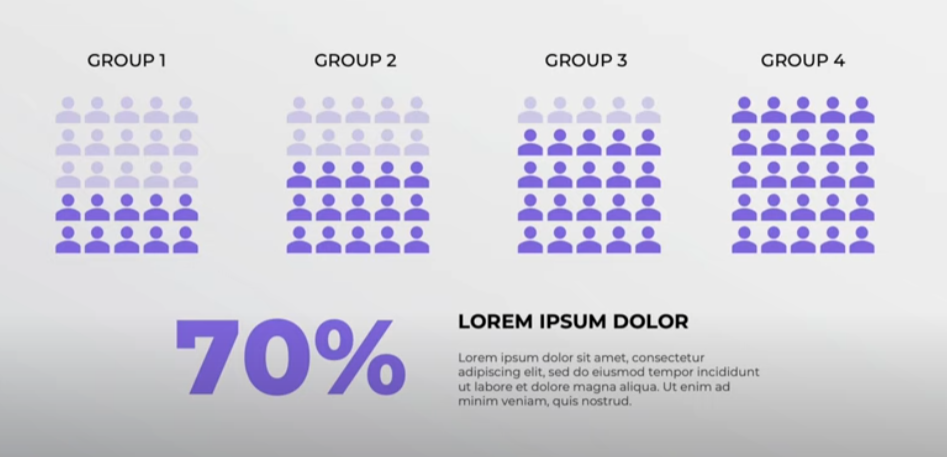 GROUP 1
GROUP 2
GROUP 3
GROUP 4
70%
LOREM IPSUM DOLOR
Lorem ipsum dolor sit amet, consectetur
adipiscing elit, sed do eiusmod tempor incididunt
ut labore et dolore magna aliqua. Ut enim ad
minim veniam, quis nostrud.